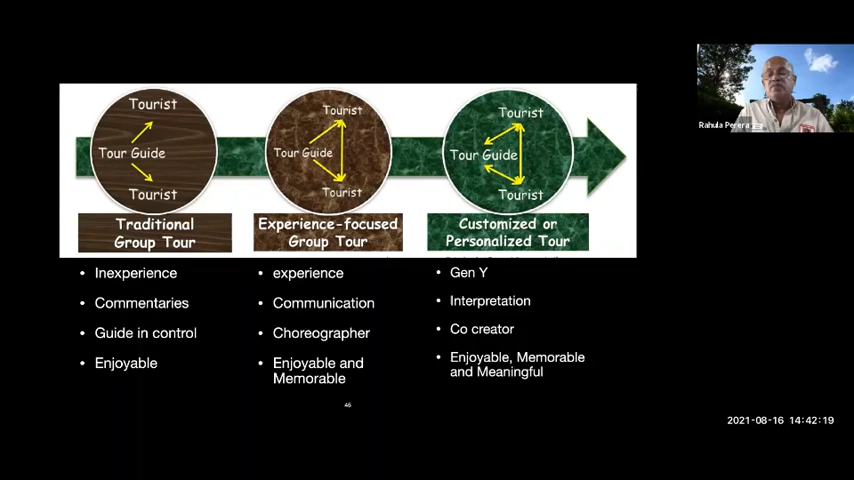 Tourist
Tour Guide
Tourist
Traditional
Group Tour
• Inexperience
• Commentaries
• Guide in control
• Enjoyable
Tourist
Tour Guide
Tourist
Experience-focused
Group Tour
• experience
• Communication
• Choreographer
• Enjoyable and
Memorable
Tourist
Tour Guide
Tourist
Customized or
Personalized Tour
• Gen Y
• Interpretation
• Co creator
• Enjoyable, Memorable
and Meaningful
46
Rahula Perera
2021-08-16 14:42:19